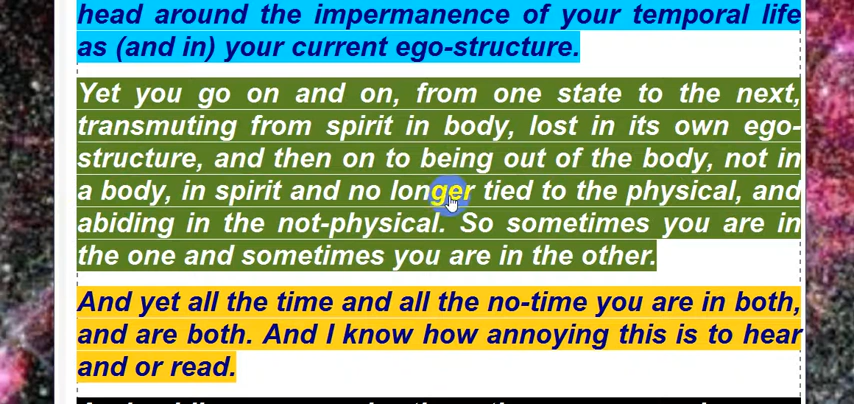 head around the impermanence of your temporal life
as (and in) your current ego-structure.
Yet you go on and on, from one state to the next,
transmuting from spirit in body, lost in its own ego-
structure, and then on to being out of the body, not in
a body, in spirit and no longer tied to the physical, and
abiding in the not-physical. So sometimes you are in
the one and sometimes you are in the other.
And yet all the time and all the no-time you are in both,
and are both. And I know how annoying this is to hear
and or read.